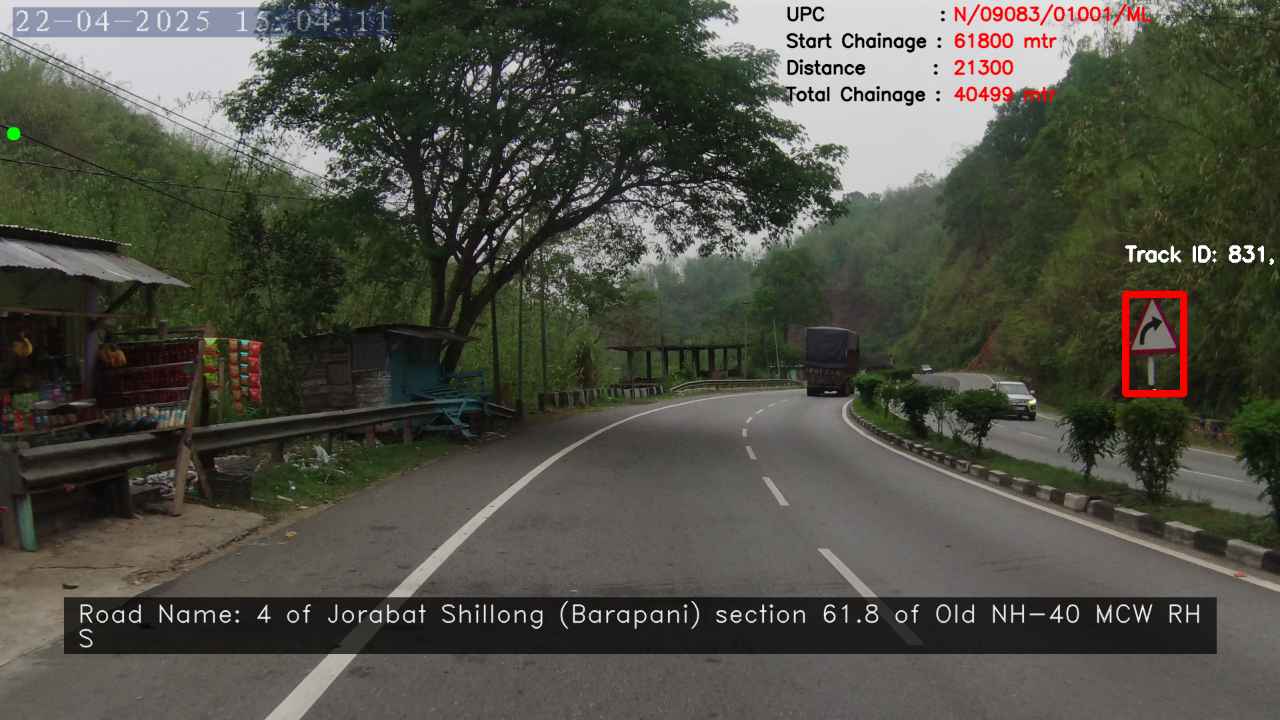 22-04-2025 15:04:11
UPC : N/09083/01001/ML
Start Chainage : 61800 mtr
Distance : 21300
Total Chainage : 40499 mtr
Track ID: 831,
Road Name: 4 of Jorabat Shillong (Barapani) section 61.8 of Old NH-40 MCW RH
S